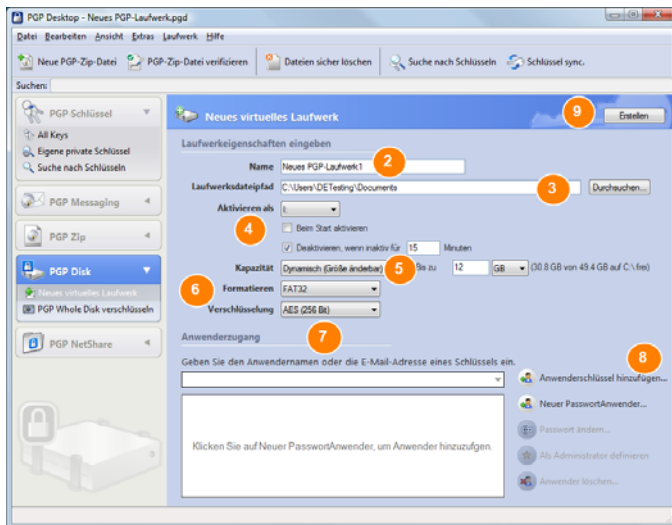 PGP Desktop - Neues PGP-Laufwerk.pgd
Datei Bearbeiten Ansicht Extras Laufwerk Hilfe
Neue PGP-Zip-Datei PGP-Zip-Datei verifizieren Dateien sicher löschen Suche nach Schlüsseln Schlüssel sync.
Suchen:
PGP Schlüssel
All Keys
Eigene private Schlüssel
Suche nach Schlüsseln
PGP Messaging
PGP Zip
PGP Disk
Neues virtuelles Laufwerk
PGP Whole Disk verschlüsseln
PGP NetShare
Neues virtuelles Laufwerk 9 Erstellen
Laufwerkeigenschaften eingeben
Name Neues PGP-Laufwerk1 2
Laufwerksdateipfad C:\Users\DETesting\Documents 3 Durchsuchen...
Aktivieren als I:
4 Beim Start aktivieren
Deaktivieren, wenn inaktiv für 15 Minuten
Kapazität Dynamisch (Größe änderbar) 5 Bis zu 12 GB (30.8 GB von 49.4 GB auf C:\ frei)
6 Formatieren FAT32
Verschlüsselung AES (256 Bit)
7
Anwenderzugang
Geben Sie den Anwendernamen oder die E-Mail-Adresse eines Schlüssels ein.
8
Anwenderschlüssel hinzufügen...
Neuer PasswortAnwender...
Passwort ändern...
Als Administrator definieren
Anwender löschen...
Klicken Sie auf Neuer PasswortAnwender, um Anwender hinzuzufgen.